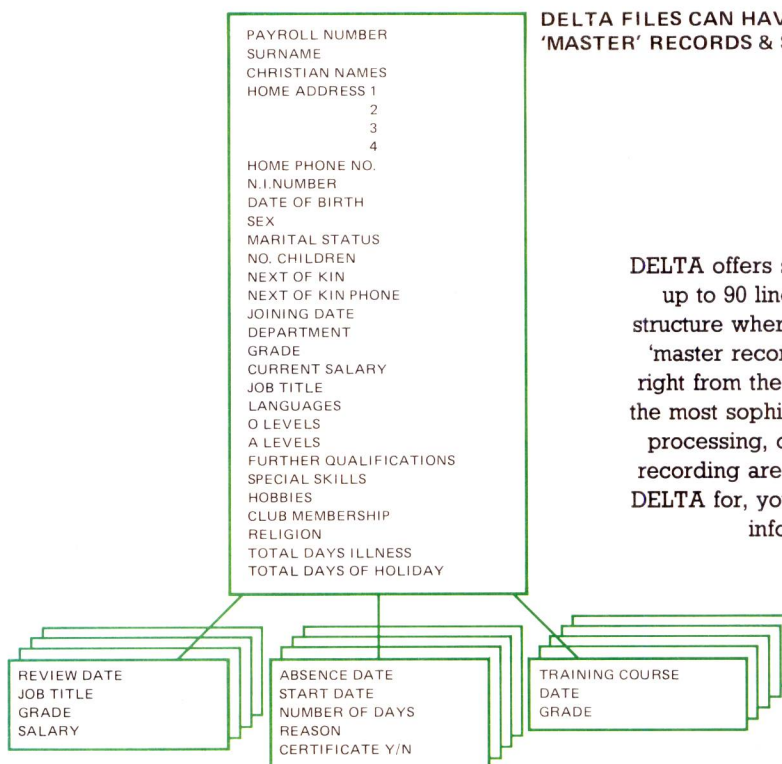 DELTA FILES CAN HAV
'MASTER' RECORDS &
PAYROLL NUMBER
SURNAME
CHRISTIAN NAMES
HOME ADDRESS 1
2
3
4
HOME PHONE NO.
N.I.NUMBER
DATE OF BIRTH
SEX
MARITAL STATUS
NO. CHILDREN
NEXT OF KIN
NEXT OF KIN PHONE
JOINING DATE
DEPARTMENT
GRADE
CURRENT SALARY
JOB TITLE
LANGUAGES
O LEVELS
A LEVELS
FURTHER QUALIFICATIONS
SPECIAL SKILLS
HOBBIES
CLUB MEMBERSHIP
RELIGION
TOTAL DAYS ILLNESS
TOTAL DAYS OF HOLIDAY
DELTA offers s
up to 90 lin
structure wher
'master recor
right from the
the most sophi
processing, c
recording are
DELTA for, yo
info
REVIEW DATE
JOB TITLE
GRADE
SALARY
ABSENCE DATE
START DATE
NUMBER OF DAYS
REASON
CERTIFICATE Y/N
TRAINING COURSE
DATE
GRADE